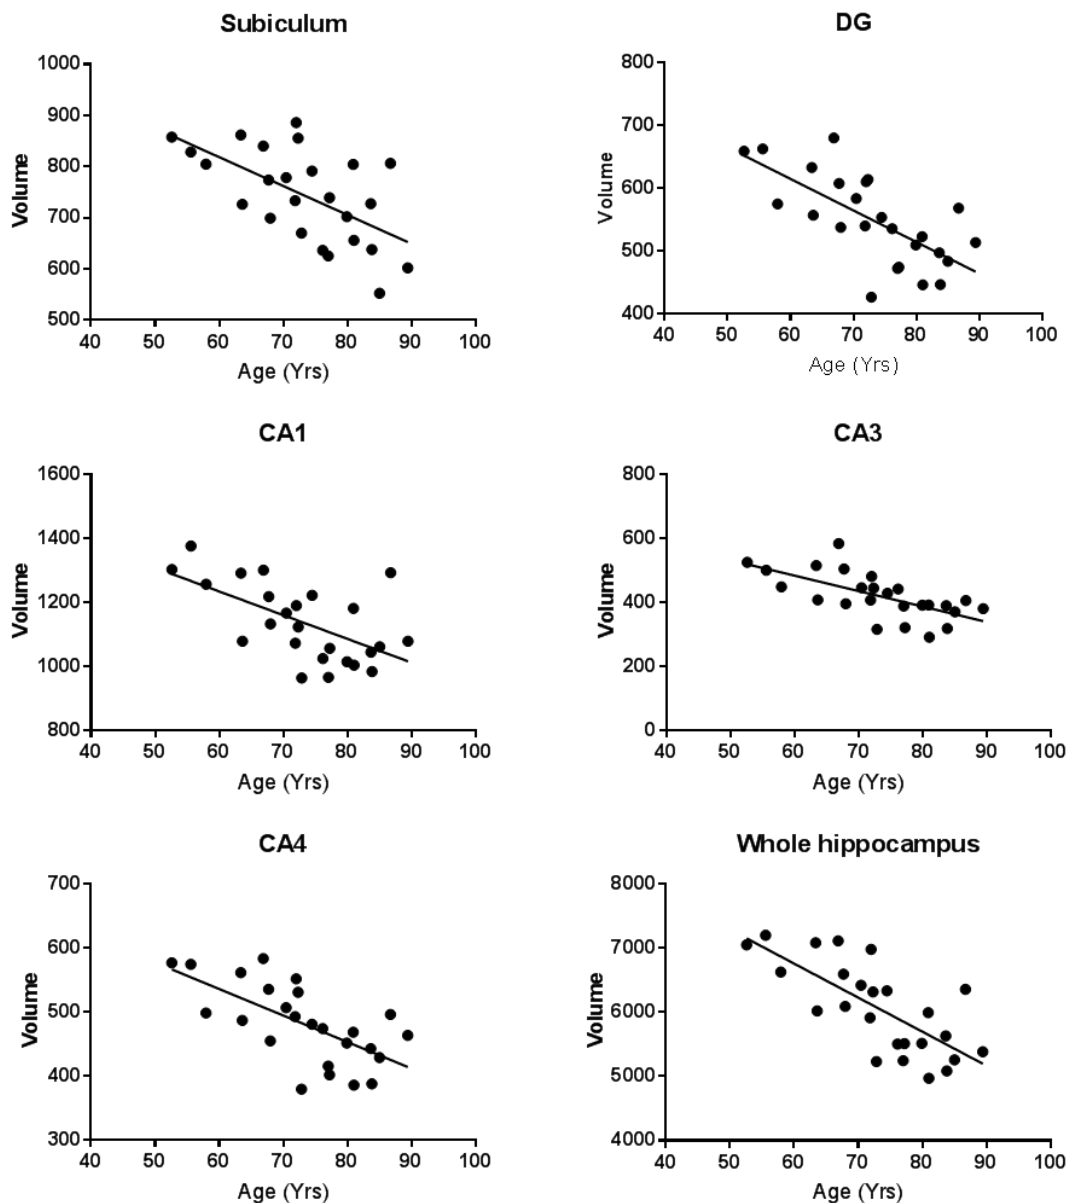 Subiculum
1000
900
800
700
600
500
Volume
40 50 60 70 80 90 100
Age (Yrs)
DG
800
700
600
500
400
Volume
40 50 60 70 80 90 100
Age (Yrs)
CA1
1600
1400
1200
1000
800
Volume
40 50 60 70 80 90 100
Age (Yrs)
CA3
800
600
400
200
0
Volume
40 50 60 70 80 90 100
Age (Yrs)
CA4
700
600
500
400
300
Volume
40 50 60 70 80 90 100
Age (Yrs)
Whole hippocampus
8000
7000
6000
5000
4000
Volume
40 50 60 70 80 90 100
Age (Yrs)